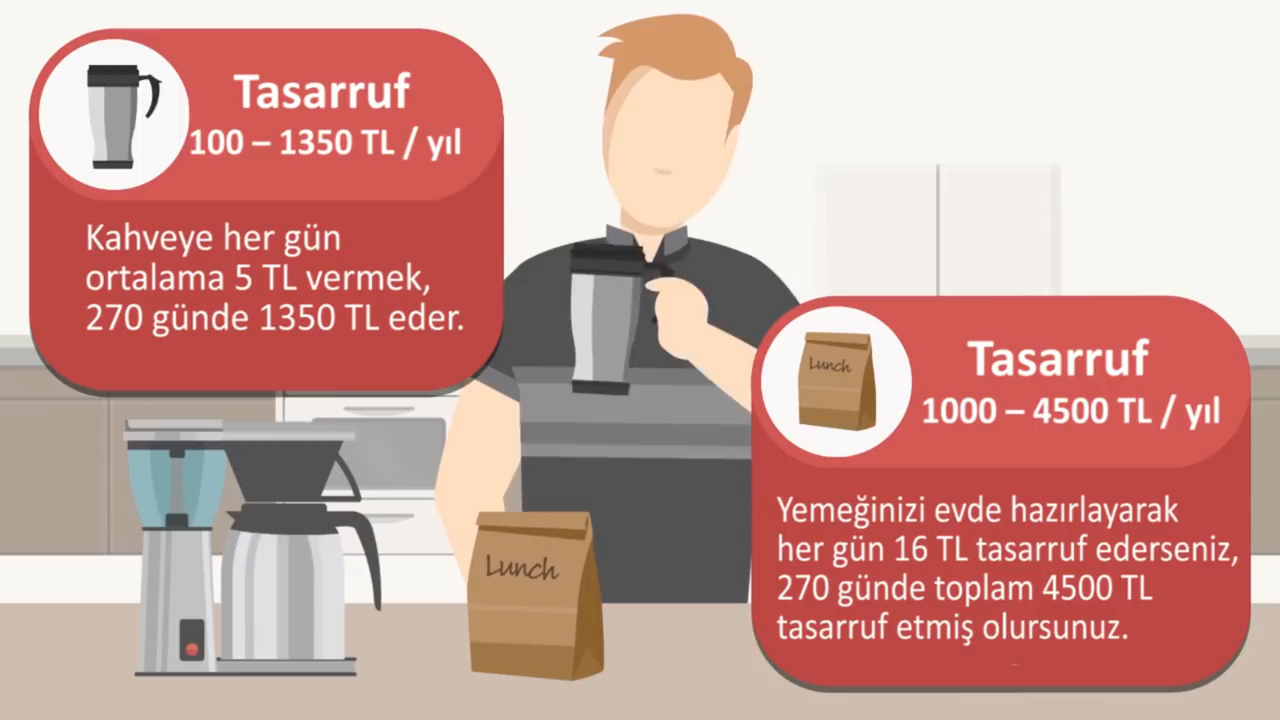 Tasarruf
100 – 1350 TL / yıl
Kahveye her gün
ortalama 5 TL vermek,
270 günde 1350 TL eder.
Tasarruf
1000 – 4500 TL / yıl
Yemeğinizi evde hazırlayarak
her gün 16 TL tasarruf ederseniz,
270 günde toplam 4500 TL
tasarruf etmiş olursunuz.
Lunch
Lunch